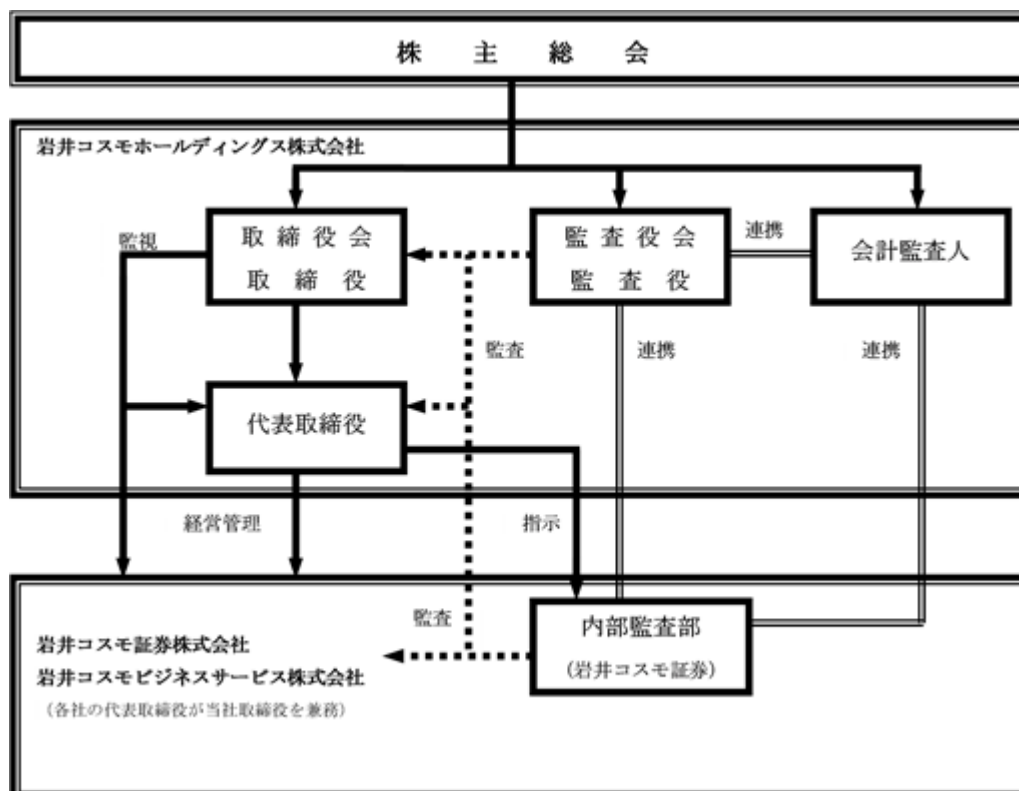 株主総会
岩井コスモホールディングス株式会社
監視
取締役会
取締役
監査役会
監査役
連携
会計監査人
監査
連携
連携
代表取締役
経営管理
指示
岩井コスモ証券株式会社
岩井コスモビジネスサービス株式会社
(各社の代表取締役が当社取締役を兼務)
監査
内部監査部
(岩井コスモ証券)